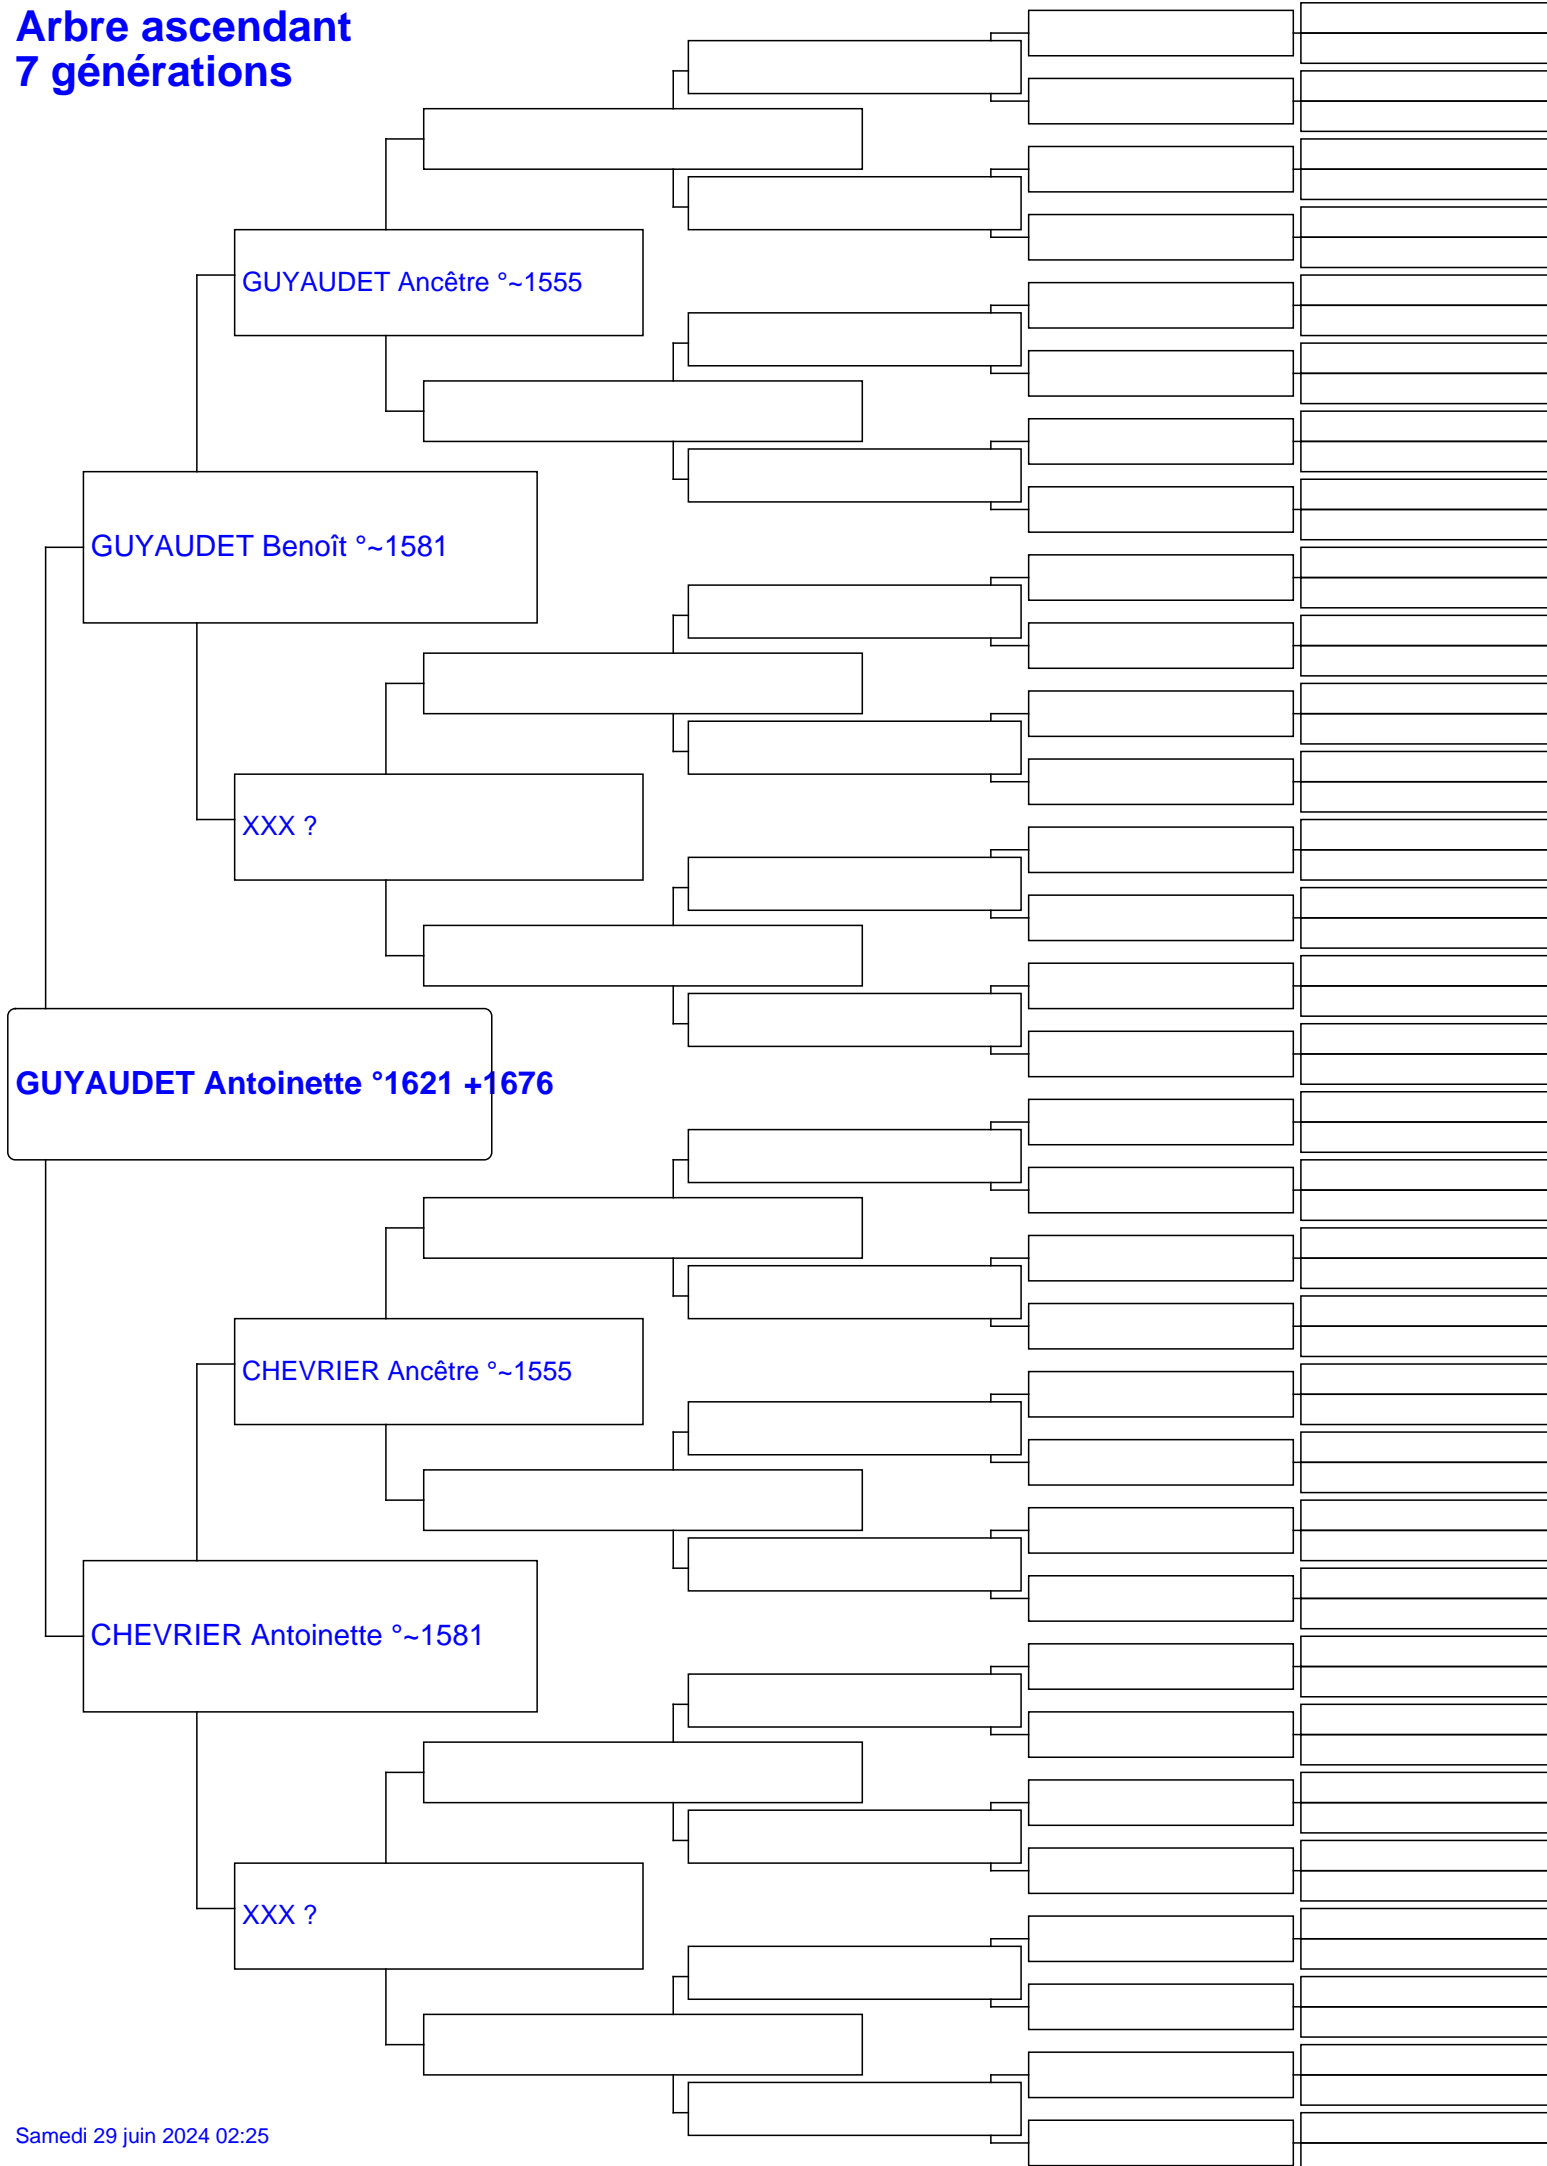 Arbre ascendant
7 générations
GUYAUDET Ancêtre °~1555
GUYAUDET Benoît °~1581
XXX ?
GUYAUDET Antoinette °1621 +1676
CHEVRIER Ancêtre °~1555
CHEVRIER Antoinette °~1581
XXX ?
Samedi 29 juin 2024 02:25